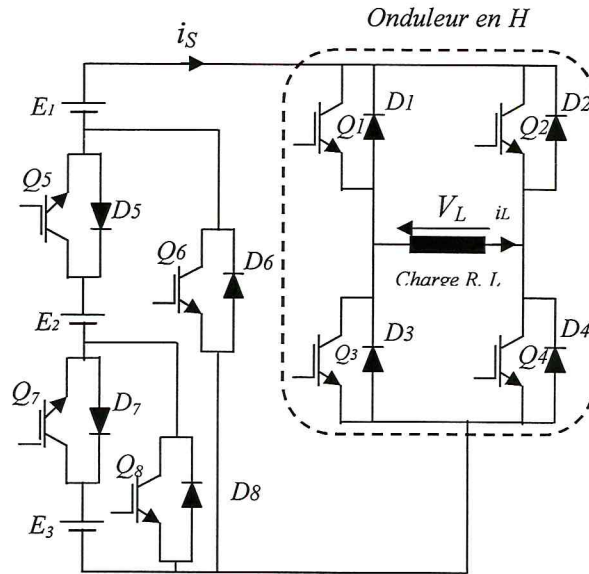 Onduleur en H
iS
E1
D1
D2
Q1
Q2
Q5
D5
VL
iL
Q6
D6
Charge R. L
E2
D3
D4
Q3
Q4
Q7
D7
Q8
D8
E3